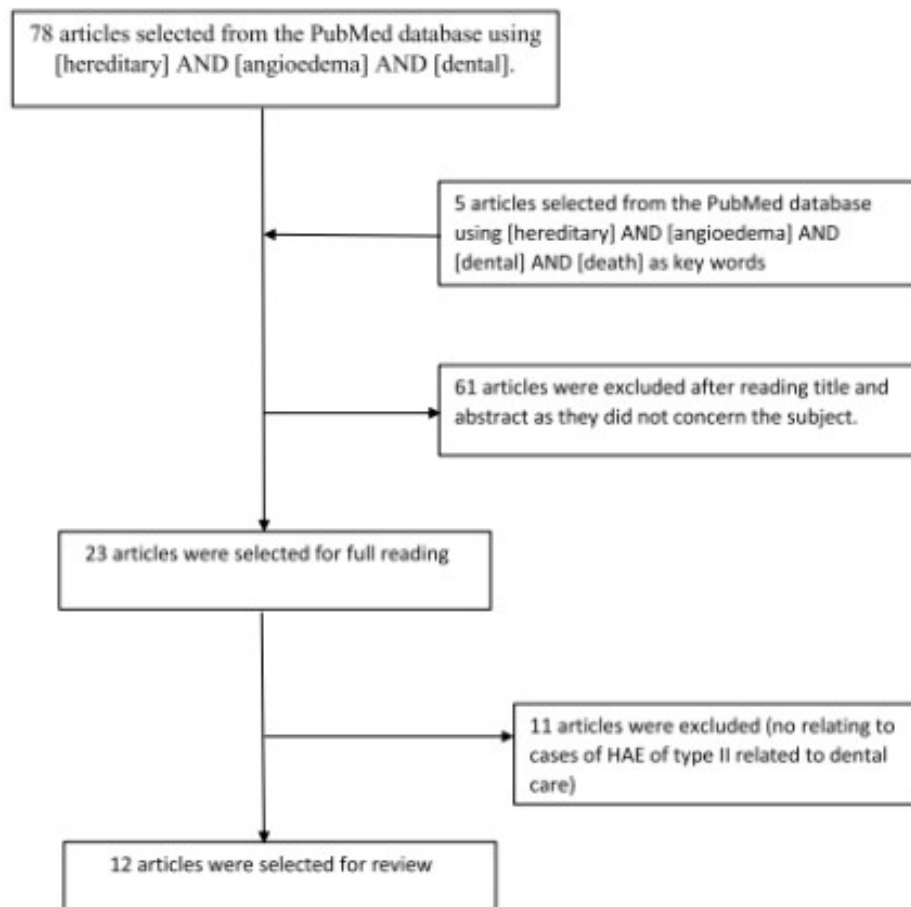 78 articles selected from the PubMed database using
[hereditary] AND [angioedema] AND [dental].
5 articles selected from the PubMed database
using [hereditary] AND [angioedema] AND
[dental] AND [death] as key words
61 articles were excluded after reading title and
abstract as they did not concern the subject.
23 articles were selected for full reading
11 articles were excluded (no relating to
cases of HAE of type II related to dental
care)
12 articles were selected for review